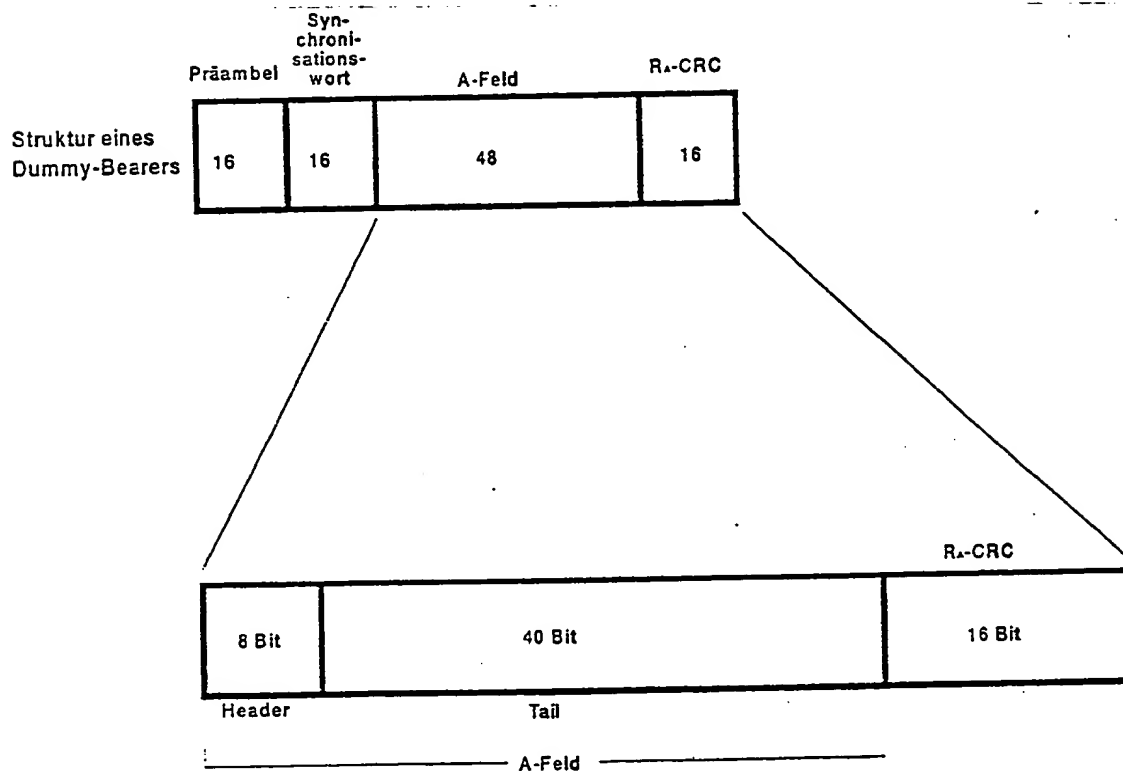 Syn-
chroni-
sations-
wort
Präambel
A-Feld
RA-CRC
Struktur eines
Dummy-Bearers
16
16
48
16
RA-CRC
8 Bit
40 Bit
16 Bit
Header
Tail
A-Feld